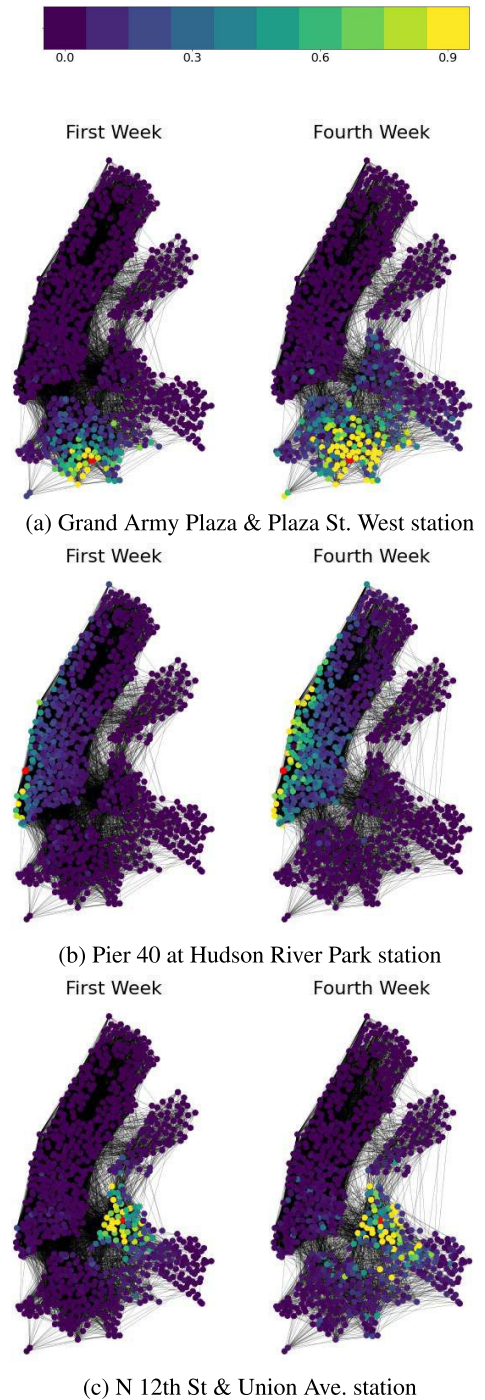 0.0 0.3 0.6 0.9
First Week Fourth Week
(a) Grand Army Plaza & Plaza St. West station
First Week Fourth Week
(b) Pier 40 at Hudson River Park station
First Week Fourth Week
(c) N 12th St & Union Ave. station